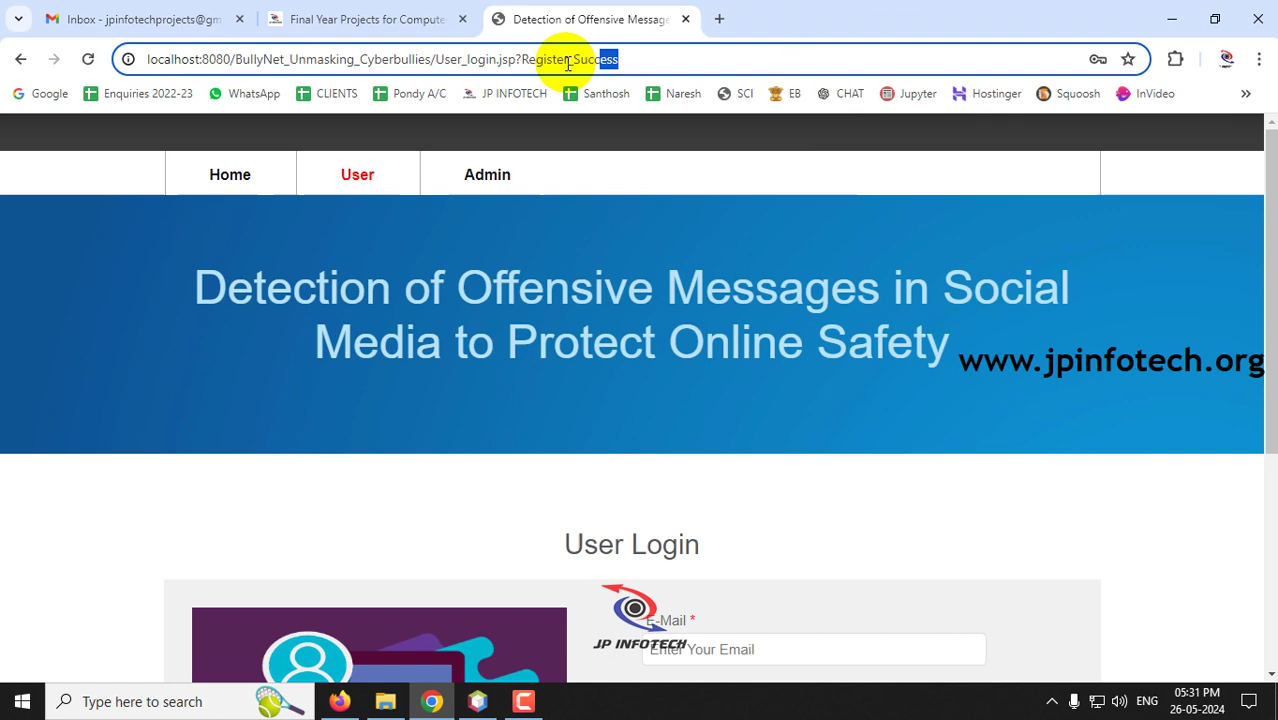 Inbox - jpinfotechprojects@gm
Final Year Projects for Compute
Detection of Offensive Message
localhost:8080/BullyNet_Unmasking_Cyberbullies/User_login.jsp?Register_Success
Google
Enquiries 2022-23
WhatsApp
CLIENTS
Pondy A/C
JP INFOTECH
Santhosh
Naresh
SCI
EB
CHAT
Jupyter
Hostinger
Squoosh
InVideo
Home
User
Admin
Detection of Offensive Messages in Social
Media to Protect Online Safety
www.jpinfotech.org
User Login
E-Mail *
JP INFOTECH
Enter Your Email
Type here to search
ENG
05:31 PM
26-05-2024